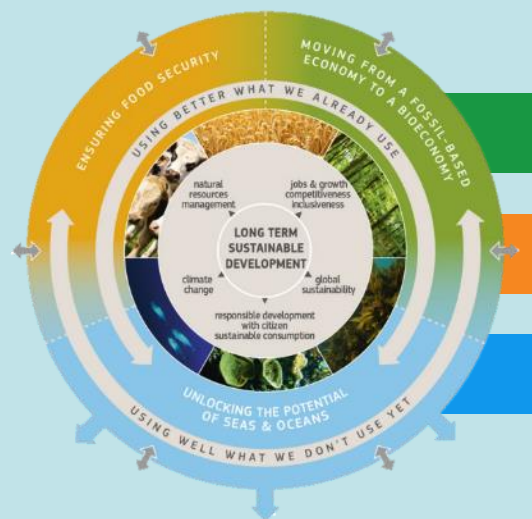 ENSURING FOOD SECURITY
MOVING FROM A FOSSIL-BASED
ECONOMY TO A BIOECONOMY
USING BETTER WHAT WE ALREADY USE
natural
resources
management
jobs & growth
competitiveness
inclusiveness
LONG TERM
SUSTAINABLE
DEVELOPMENT
climate
change
global
sustainability
responsible development
with citizen
sustainable consumption
UNLOCKING THE POTENTIAL
OF SEAS & OCEANS
USING WELL WHAT WE DON'T USE YET